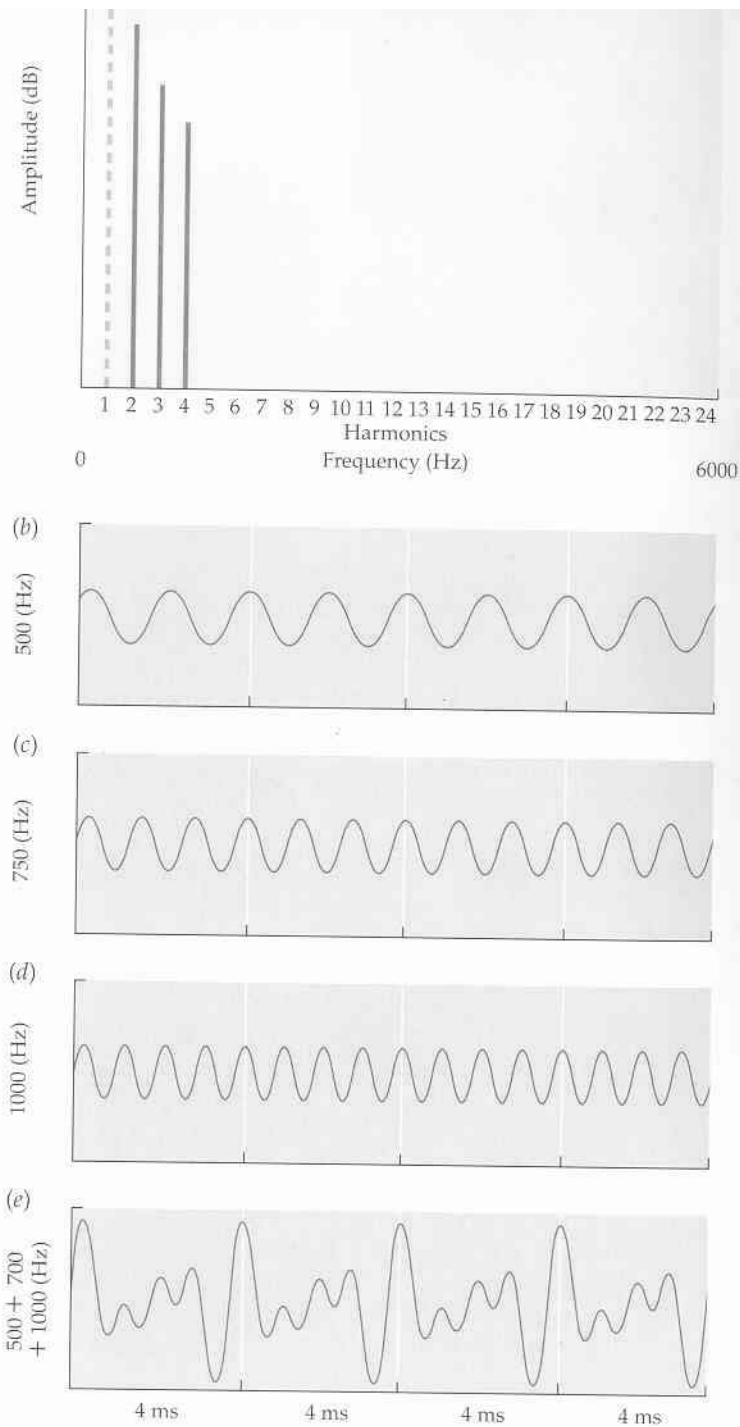 Amplitude (dB)
1 2 3 4 5 6 7 8 9 10 11 12 13 14 15 16 17 18 19 20 21 22 23 24
Harmonics
0 Frequency (Hz) 6000
(b)
500 (Hz)
(c)
750 (Hz)
(d)
1000 (Hz)
(e)
500 + 700
+ 1000 (Hz)
4 ms 4 ms 4 ms 4 ms